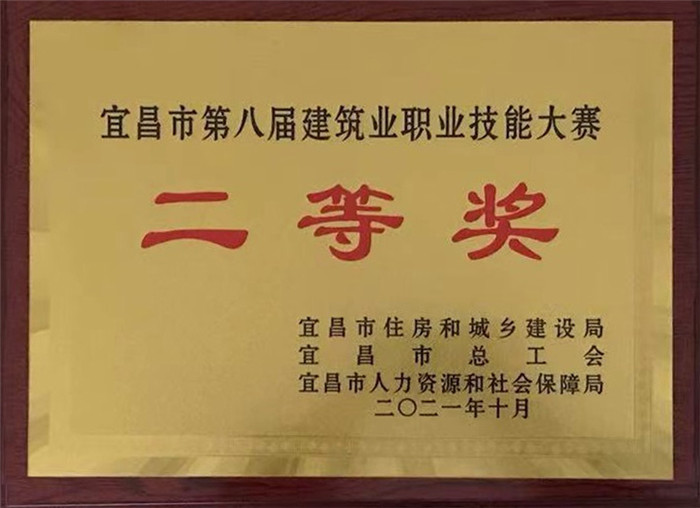 宜昌市第八届建筑业职业技能大赛
二等奖
宜昌市住房和城乡建设局
宜昌市总工会
宜昌市人力资源和社会保障局
二〇二一年十月